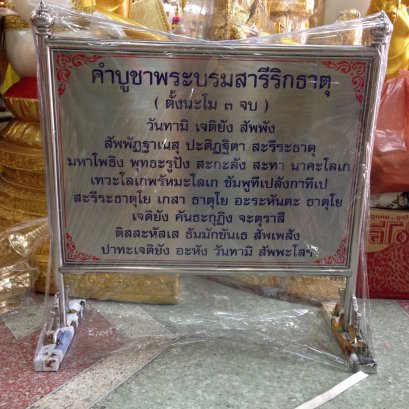 คำบูชาพระบรมสารีริกธาตุ
( ตั้งนะโม ๓ จบ )
วันทามิ เจติยัง สัพพัง
สัพพัฏฐาเนสุ ปะติฏฐิตา สะรีระธาตุ
มหาโพธิง พุทธะรูปัง สะกะลัง สะทา นาคะโลเก
เทวะโลเกพรัหมะโลเก ชัมพูทีเปลังกาทีเป
สะรีระธาตุโย เกสา ธาตุโย อะระหันตะ ธาตุโย
เจติยัง คันธะกุฏิง จะตุราสี
ติสสะหัสเส ธัมมักขันเธ สัพเพสัง
ปาทะเจติยัง อะหัง วันทามิ สัพพะโสฯ